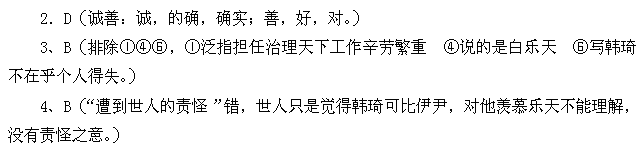 2．D（诚善：诚，的确，确实；善，好，对。）
3、B（排除①④⑥，①泛指担任治理天下工作辛劳繁重　④说的是白乐天　⑥写韩琦
不在乎个人得失。）
4、B（“遭到世人的责怪 ”错，世人只是觉得韩琦可比伊尹，对他羡慕乐天不能理解，
没有责怪之意。）